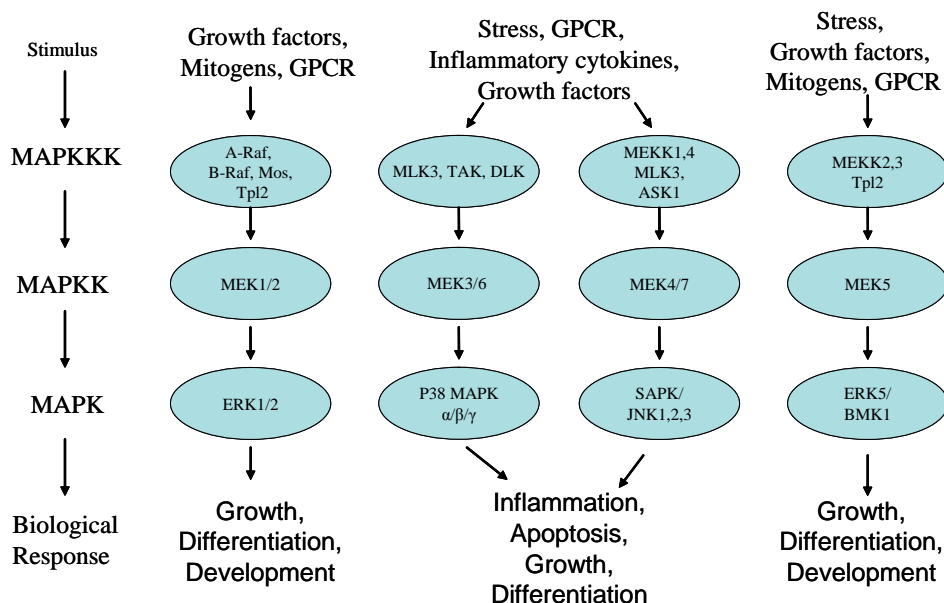 Stimulus
Growth factors,
Mitogens, GPCR
Stress, GPCR,
Inflammatory cytokines,
Growth factors
Stress,
Growth factors,
Mitogens, GPCR
MAPKKK
A-Raf,
B-Raf, Mos,
Tpl2
MLK3, TAK, DLK
MEKK1,4
MLK3,
ASK1
MEKK2,3
Tpl2
MAPKK
MEK1/2
MEK3/6
MEK4/7
MEK5
MAPK
ERK1/2
P38 MAPK
α/β/γ
SAPK/
JNK1,2,3
ERK5/
BMK1
Biological
Response
Growth,
Differentiation,
Development
Inflammation,
Apoptosis,
Growth,
Differentiation
Growth,
Differentiation,
Development